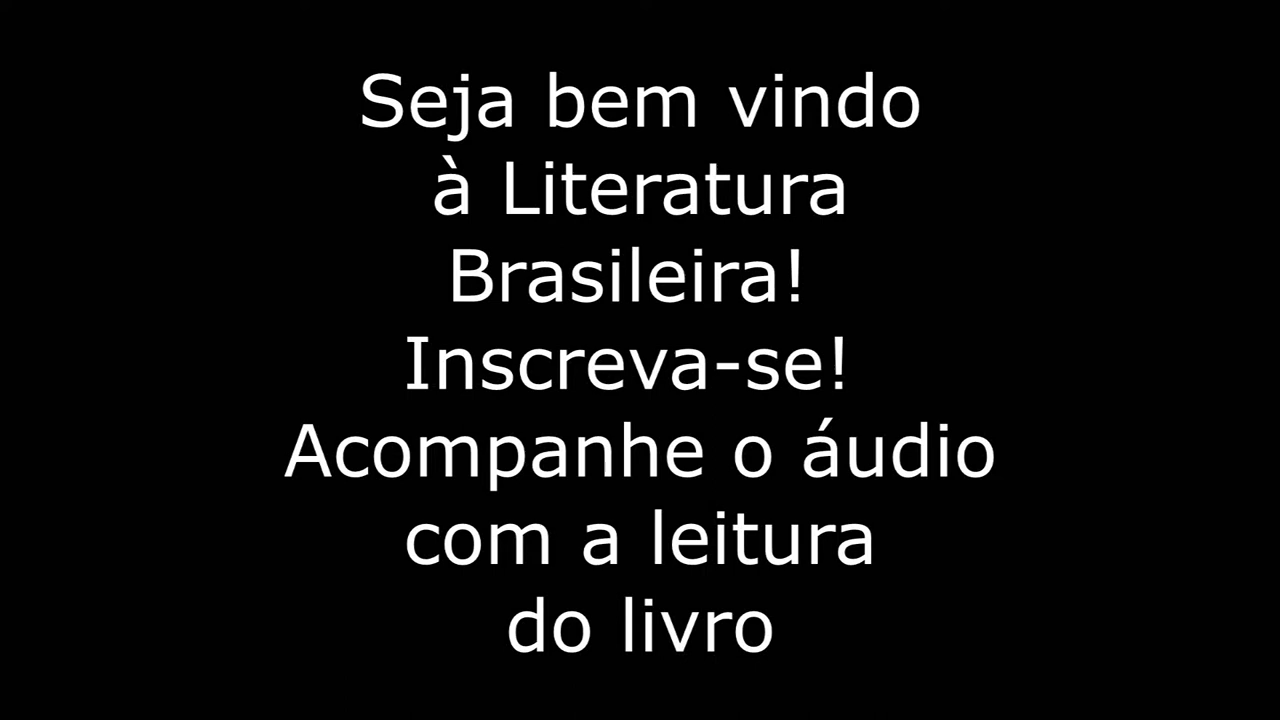 Seja bem vindo
à Literatura
Brasileira!
Inscreva-se!
Acompanhe o áudio
com a leitura
do livro